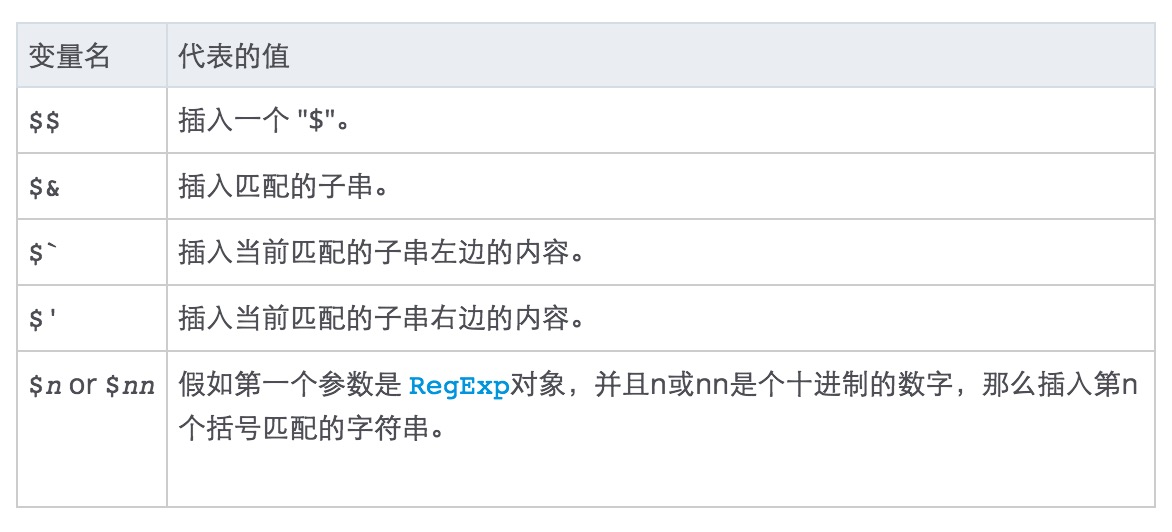 变量名 代表的值
$$ 插入一个 "$"。
$& 插入匹配的子串。
$` 插入当前匹配的子串左边的内容。
$' 插入当前匹配的子串右边的内容。
$n or $nn 假如第一个参数是 RegExp对象，并且n或nn是个十进制的数字，那么插入第n
个括号匹配的字符串。